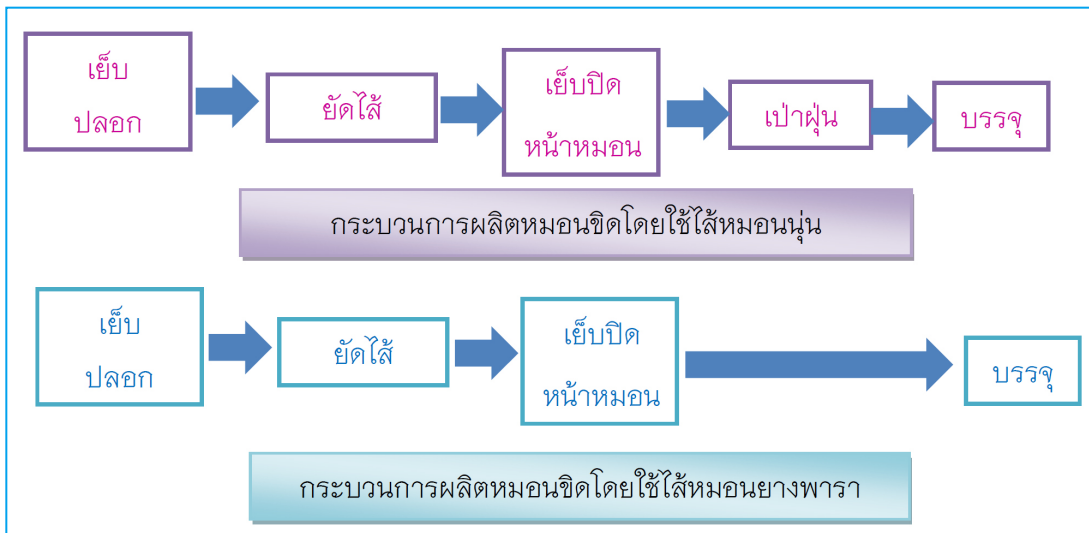 เย็บ
ปลอก
ยัดไส้
เย็บปิด
หน้าหมอน
เป่าฝุ่น
บรรจุ
กระบวนการผลิตหมอนขิดโดยใช้ไส้หมอนนุ่น
เย็บ
ปลอก
ยัดไส้
เย็บปิด
หน้าหมอน
บรรจุ
กระบวนการผลิตหมอนขิดโดยใช้ไส้หมอนยางพารา